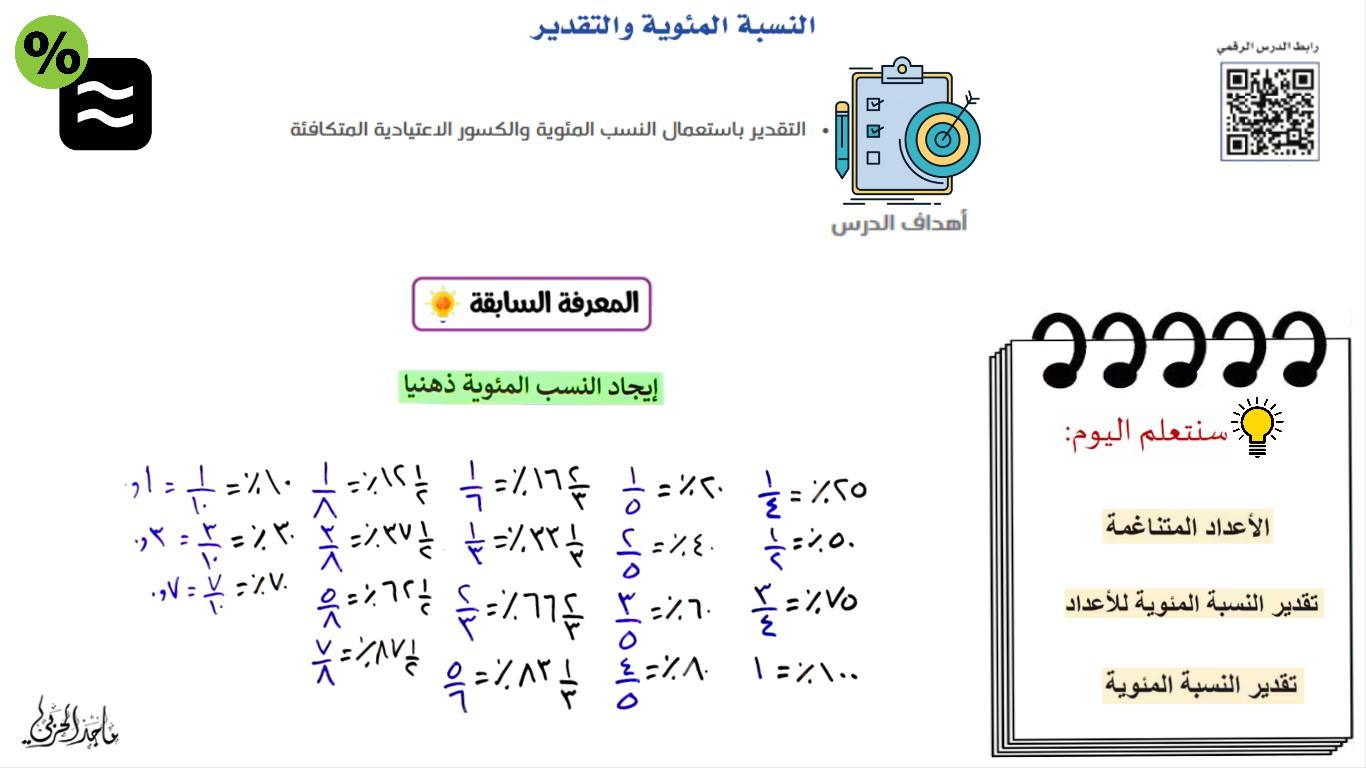 النسبة المئوية والتقدير
رابط الدرس الرقمي
%
≈
• التقدير باستعمال النسب المئوية والكسور الاعتيادية المتكافئة
أهداف الدرس
المعرفة السابقة
إيجاد النسب المئوية ذهنيا
٪٢٥ = ١/٤
٪٢٠ = ١/٥
٪١٦ ٢/٣ = ١/٦
٪١٢ ١/٢ = ١/٨
٪١٠ = ١/١٠ = ٠,١
٪٥٠ = ١/٢
٪٤٠ = ٢/٥
٪٣٣ ١/٣ = ١/٣
٪٣٧ ١/٢ = ٣/٨
٪٣٠ = ٣/١٠ = ٠,٣
٪٧٥ = ٣/٤
٪٦٠ = ٣/٥
٪٦٦ ٢/٣ = ٢/٣
٪٦٢ ١/٢ = ٥/٨
٪٧٠ = ٧/١٠ = ٠,٧
٪١٠٠ = ١
٪٨٠ = ٤/٥
٪٨٣ ١/٣ = ٥/٦
٪٨٧ ١/٢ = ٧/٨
سنتعلم اليوم:
الأعداد المتناغمة
تقدير النسبة المئوية للأعداد
تقدير النسبة المئوية
ماجد الحربي